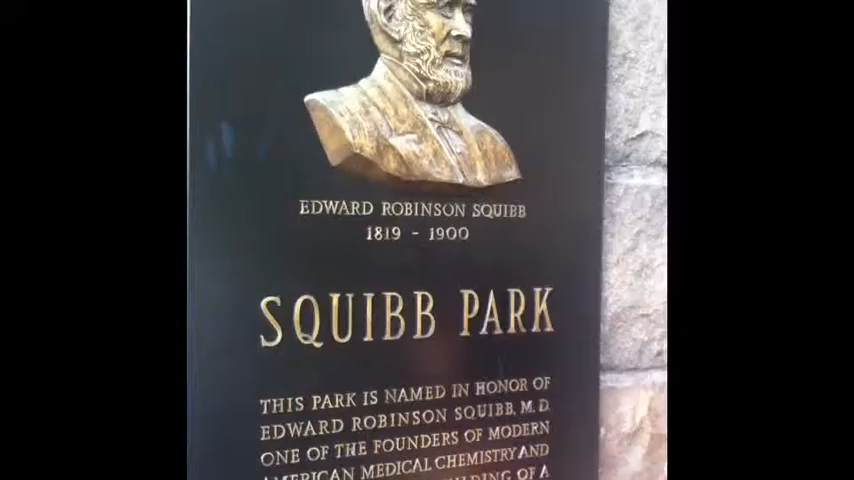 EDWARD ROBINSON SQUIBB
1819 - 1900
SQUIBB PARK
THIS PARK IS NAMED IN HONOR OF
EDWARD ROBINSON SQUIBB, M.D.
ONE OF THE FOUNDERS OF MODERN
AMERICAN MEDICAL CHEMISTRY AND
OF A